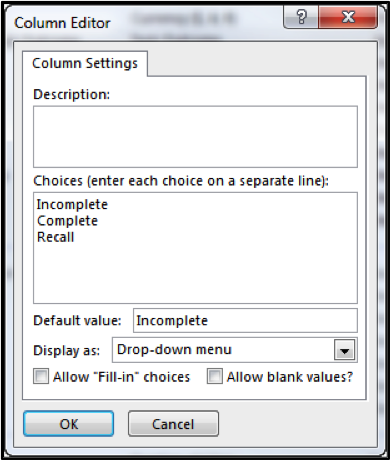 Column Editor
Column Settings
Description:
Choices (enter each choice on a separate line):
Incomplete
Complete
Recall
Default value: Incomplete
Display as: Drop-down menu
Allow "Fill-in" choices Allow blank values?
OK Cancel